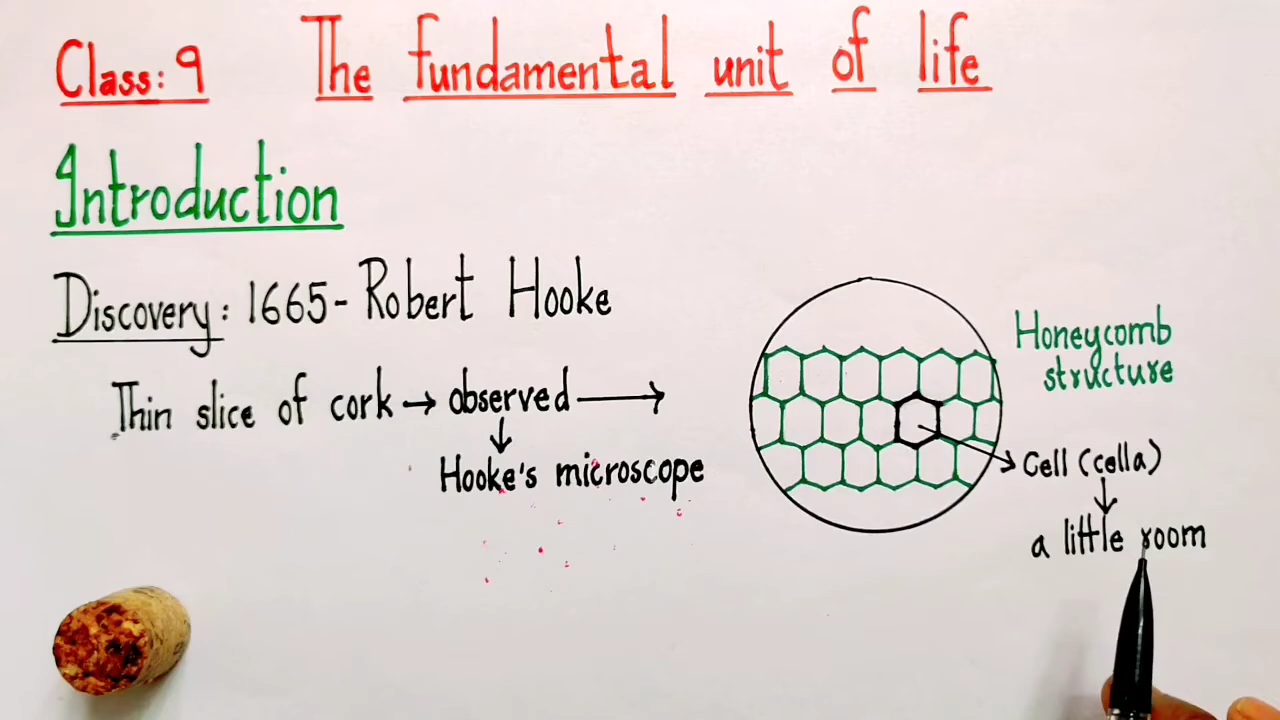 Class: 9 The fundamental unit of life
Introduction
Discovery: 1665- Robert Hooke
Thin slice of cork → observed →
↓
Hooke's microscope
Honeycomb
structure
→ Cell (cella)
↓
a little room